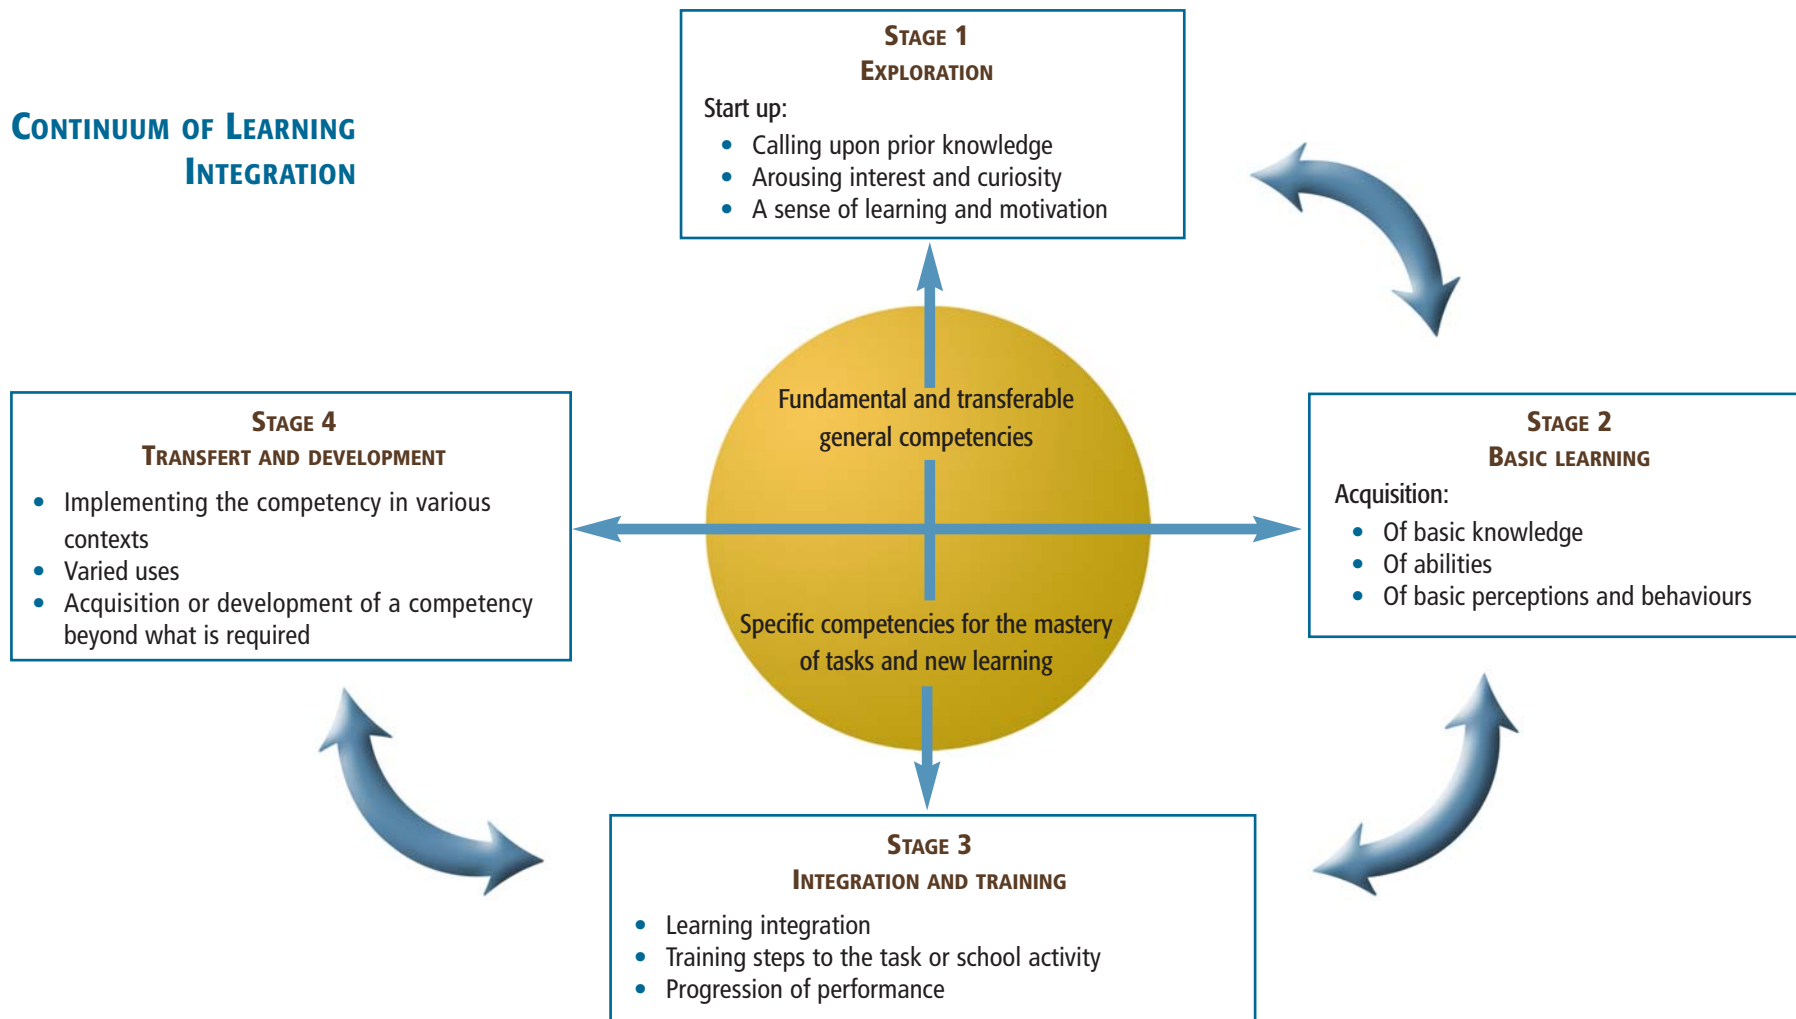 CONTINUUM OF LEARNING
INTEGRATION
STAGE 1
EXPLORATION
Start up:
• Calling upon prior knowledge
• Arousing interest and curiosity
• A sense of learning and motivation
Fundamental and transferable
general competencies
Specific competencies for the mastery
of tasks and new learning
STAGE 2
BASIC LEARNING
Acquisition:
• Of basic knowledge
• Of abilities
• Of basic perceptions and behaviours
STAGE 3
INTEGRATION AND TRAINING
• Learning integration
• Training steps to the task or school activity
• Progression of performance
STAGE 4
TRANSFERT AND DEVELOPMENT
• Implementing the competency in various
contexts
• Varied uses
• Acquisition or development of a competency
beyond what is required